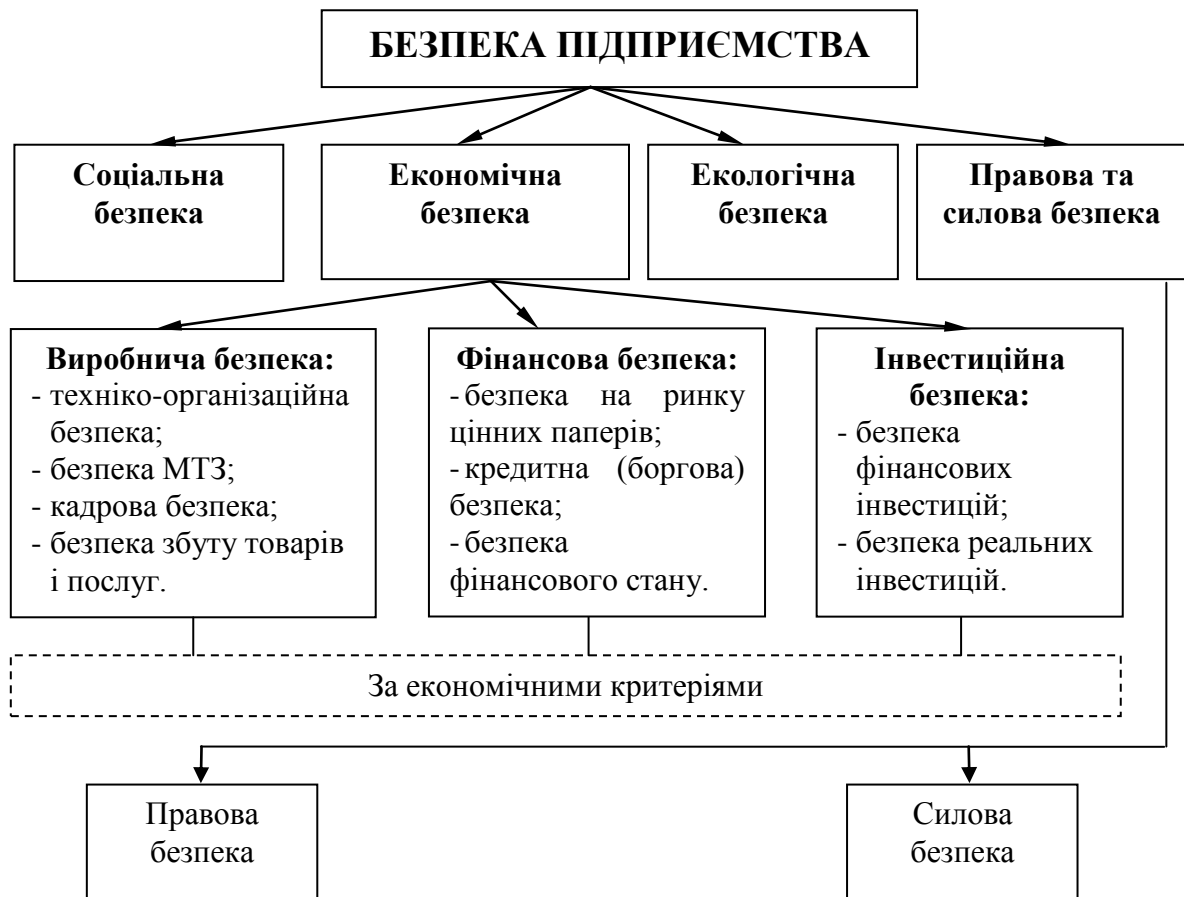 БЕЗПЕКА ПІДПРИЄМСТВА
Соціальна
безпека
Економічна
безпека
Екологічна
безпека
Правова та
силова безпека
Виробнича безпека:
- техніко-організаційна
безпека;
- безпека МТЗ;
- кадрова безпека;
- безпека збуту товарів
і послуг.
Фінансова безпека:
- безпека на ринку
цінних паперів;
- кредитна (боргова)
безпека;
- безпека
фінансового стану.
Інвестиційна
безпека:
- безпека
фінансових
інвестицій;
- безпека реальних
інвестицій.
За економічними критеріями
Правова
безпека
Силова
безпека